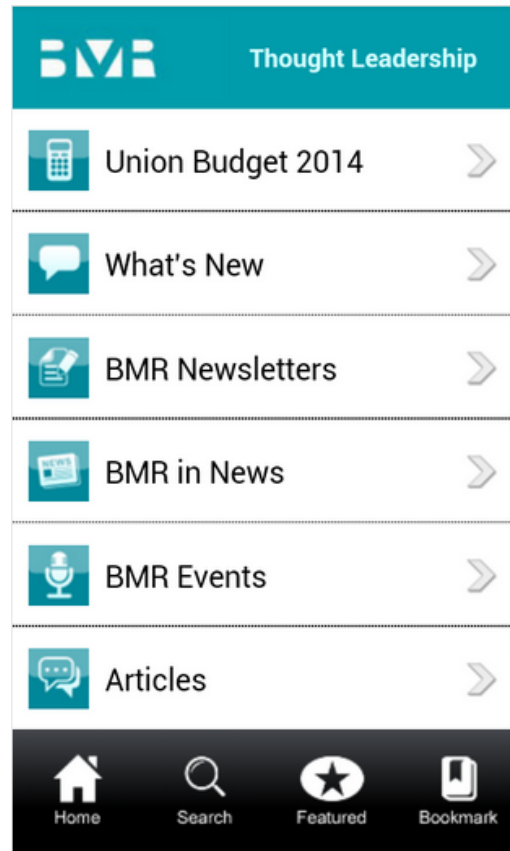 BMR
Thought Leadership
Union Budget 2014
What's New
BMR Newsletters
NEWS
BMR in News
BMR Events
Articles
Home
Search
Featured
Bookmark